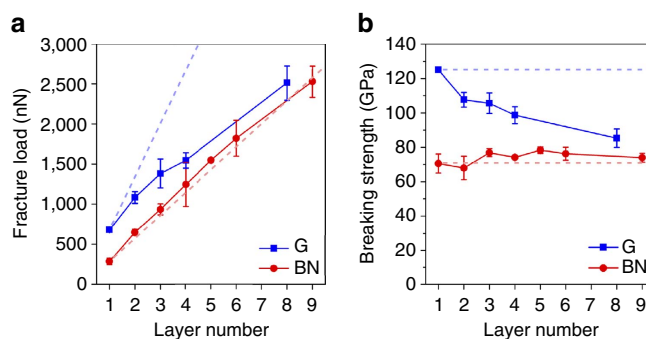 a
3,000
2,500
2,000
1,500
1,000
500
0
Fracture load (nN)
G
BN
1 2 3 4 5 6 7 8 9
Layer number
b
140
120
100
80
60
40
20
0
Breaking strength (GPa)
G
BN
1 2 3 4 5 6 7 8 9
Layer number